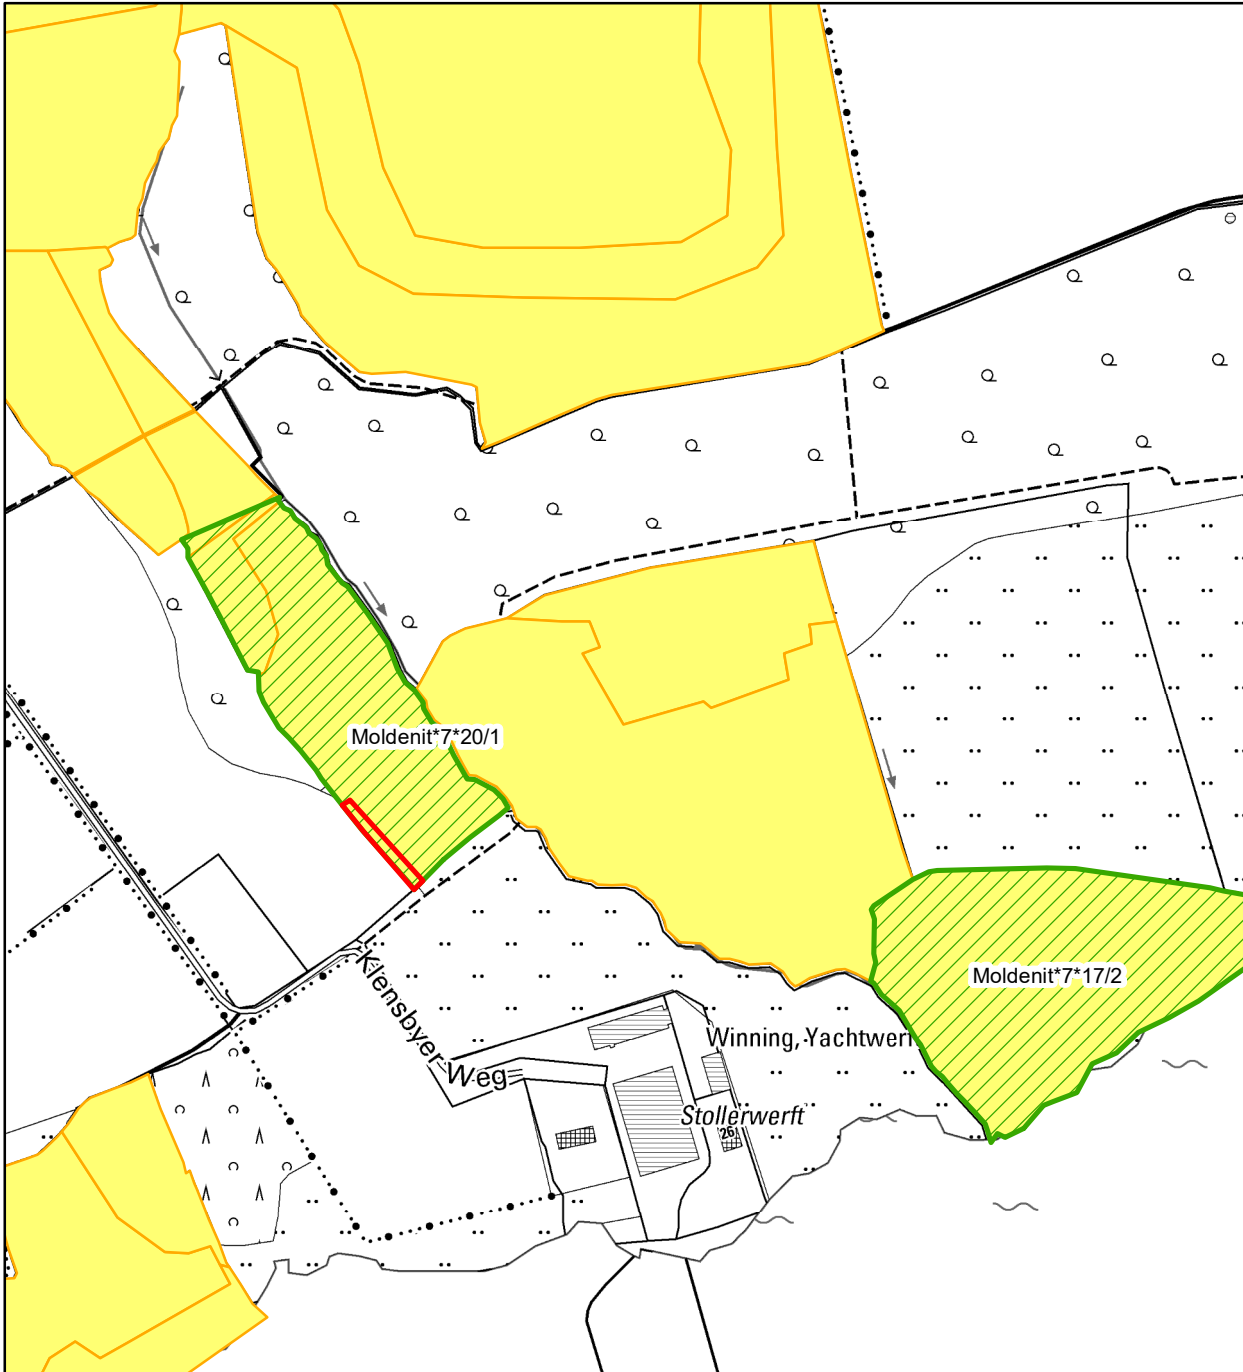 Moldenit*7*20/1
Moldenit*7*17/2
Klensbyer Weg
Winning, Yachtwerf
Stollerwerft
26